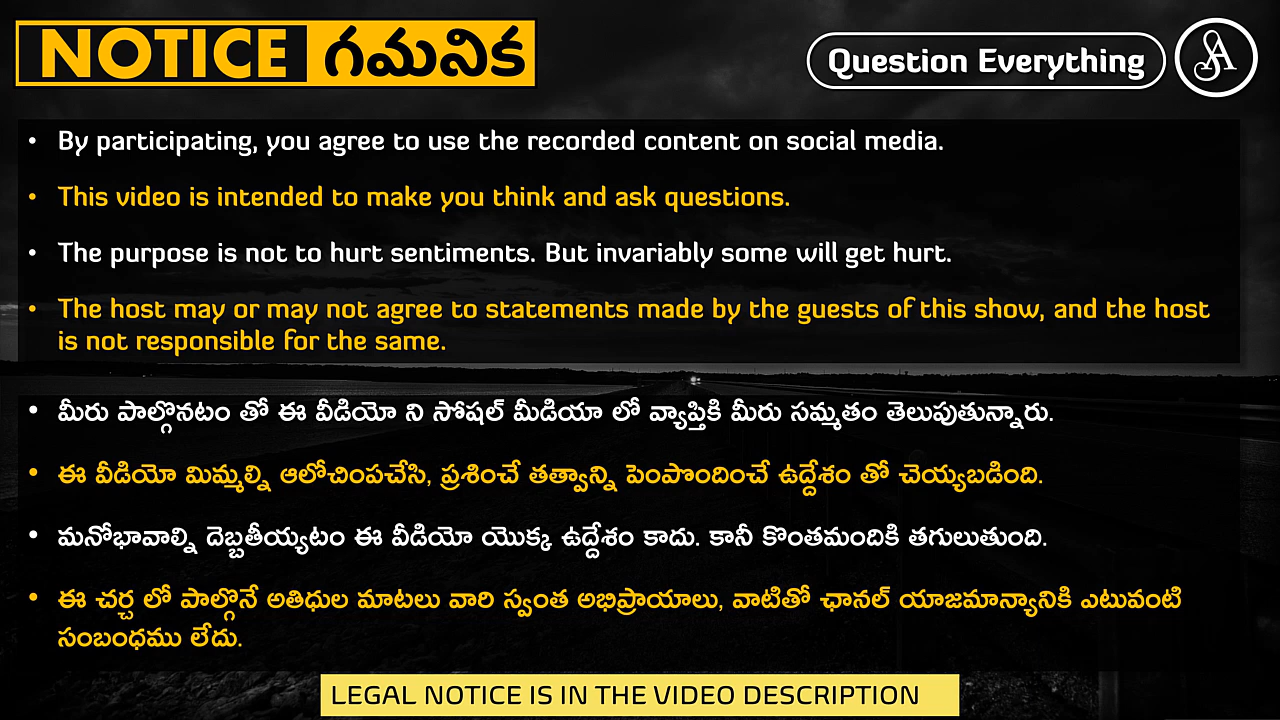 NOTICE గమనిక
Question Everything
• By participating, you agree to use the recorded content on social media.
• This video is intended to make you think and ask questions.
• The purpose is not to hurt sentiments. But invariably some will get hurt.
• The host may or may not agree to statements made by the guests of this show, and the host
is not responsible for the same.
• మీరు పాల్గొనటం తో ఈ వీడియో ని సోషల్ మీడియా లో వ్యాప్తికి మీరు సమ్మతం తెలుపుతున్నారు.
• ఈ వీడియో మిమ్మల్ని ఆలోచింపచేసి, ప్రశించే తత్వాన్ని పెంపొందించే ఉద్దేశం తో చెయ్యబడింది.
• మనోభావాల్ని దెబ్బతీయ్యటం ఈ వీడియో యొక్క ఉద్దేశం కాదు. కానీ కొంతమందికి తగులుతుంది.
• ఈ చర్చ లో పాల్గొనే అతిధుల మాటలు వారి స్వంత అభిప్రాయాలు, వాటితో ఛానల్ యాజమాన్యానికి ఎటువంటి
సంబంధము లేదు.
LEGAL NOTICE IS IN THE VIDEO DESCRIPTION